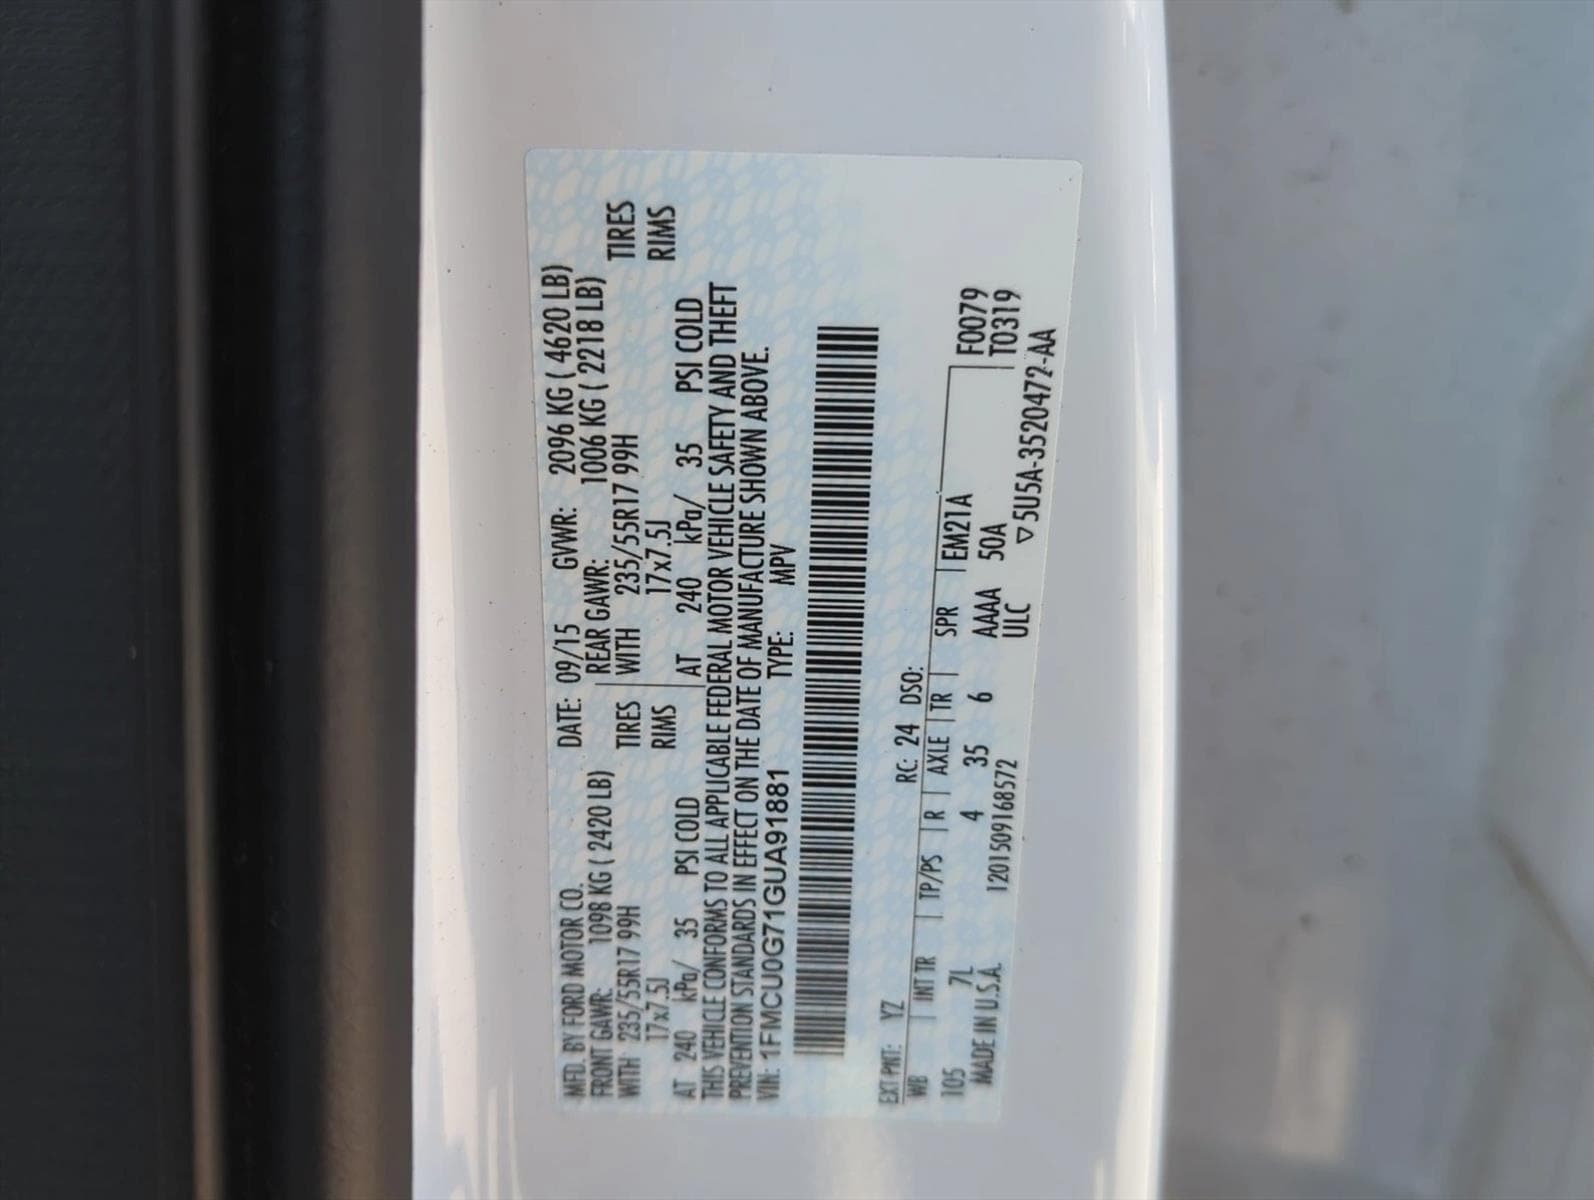 MFD. BY FORD MOTOR CO. DATE: 09/15 GVWR: 2096 KG ( 4620 LB)
FRONT GAWR: 1098 KG ( 2420 LB) REAR GAWR: 1006 KG ( 2218 LB)
WITH 235/55R17 99H TIRES WITH 235/55R17 99H TIRES
17x7.5J RIMS 17x7.5J RIMS
AT 240 kPa/ 35 PSI COLD AT 240 kPa/ 35 PSI COLD
THIS VEHICLE CONFORMS TO ALL APPLICABLE FEDERAL MOTOR VEHICLE SAFETY AND THEFT
PREVENTION STANDARDS IN EFFECT ON THE DATE OF MANUFACTURE SHOWN ABOVE.
VIN: 1FMCU0G71GUA91881 TYPE: MPV
EXT PNT: YZ RC: 24 DSO:
WB INT TR TP/PS R AXLE TR SPR EM21A F0079
105 7L 4 35 6 AAAA 50A T0319
MADE IN U.S.A. 1201509168572 ULC ▽5U5A-3520472-AA